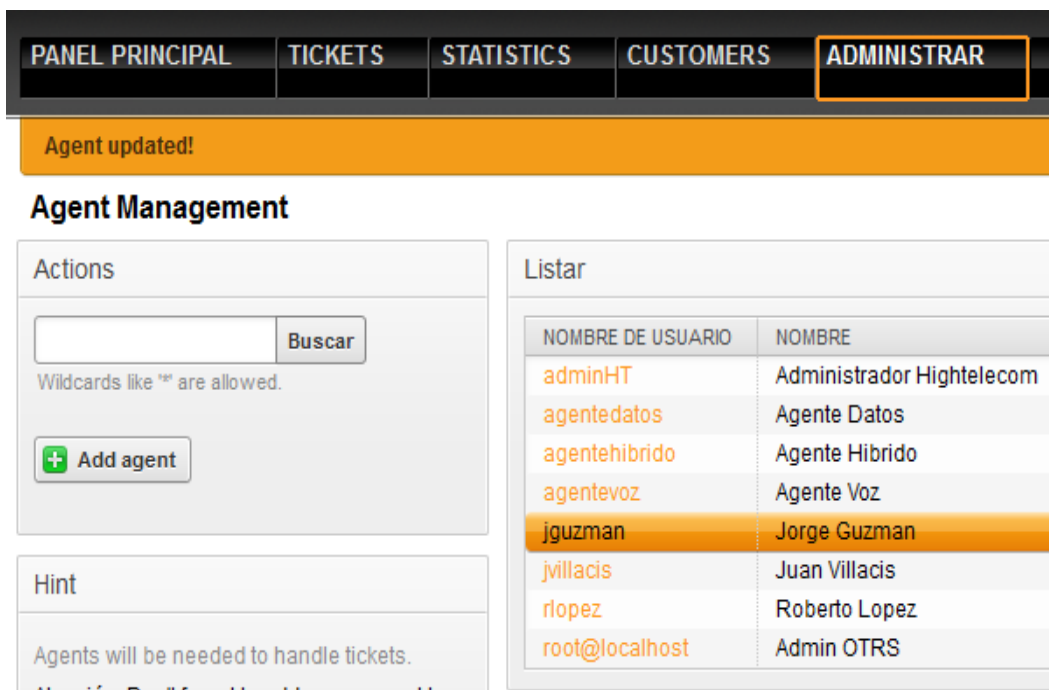 PANEL PRINCIPAL TICKETS STATISTICS CUSTOMERS ADMINISTRAR
Agent updated!
Agent Management
Actions
Buscar
Wildcards like '*' are allowed.
Add agent
Hint
Agents will be needed to handle tickets.
Listar
NOMBRE DE USUARIO NOMBRE
adminHT Administrador Hightelecom
agentedatos Agente Datos
agentehibrido Agente Hibrido
agentevoz Agente Voz
jguzman Jorge Guzman
jvillacis Juan Villacis
rlopez Roberto Lopez
root@localhost Admin OTRS